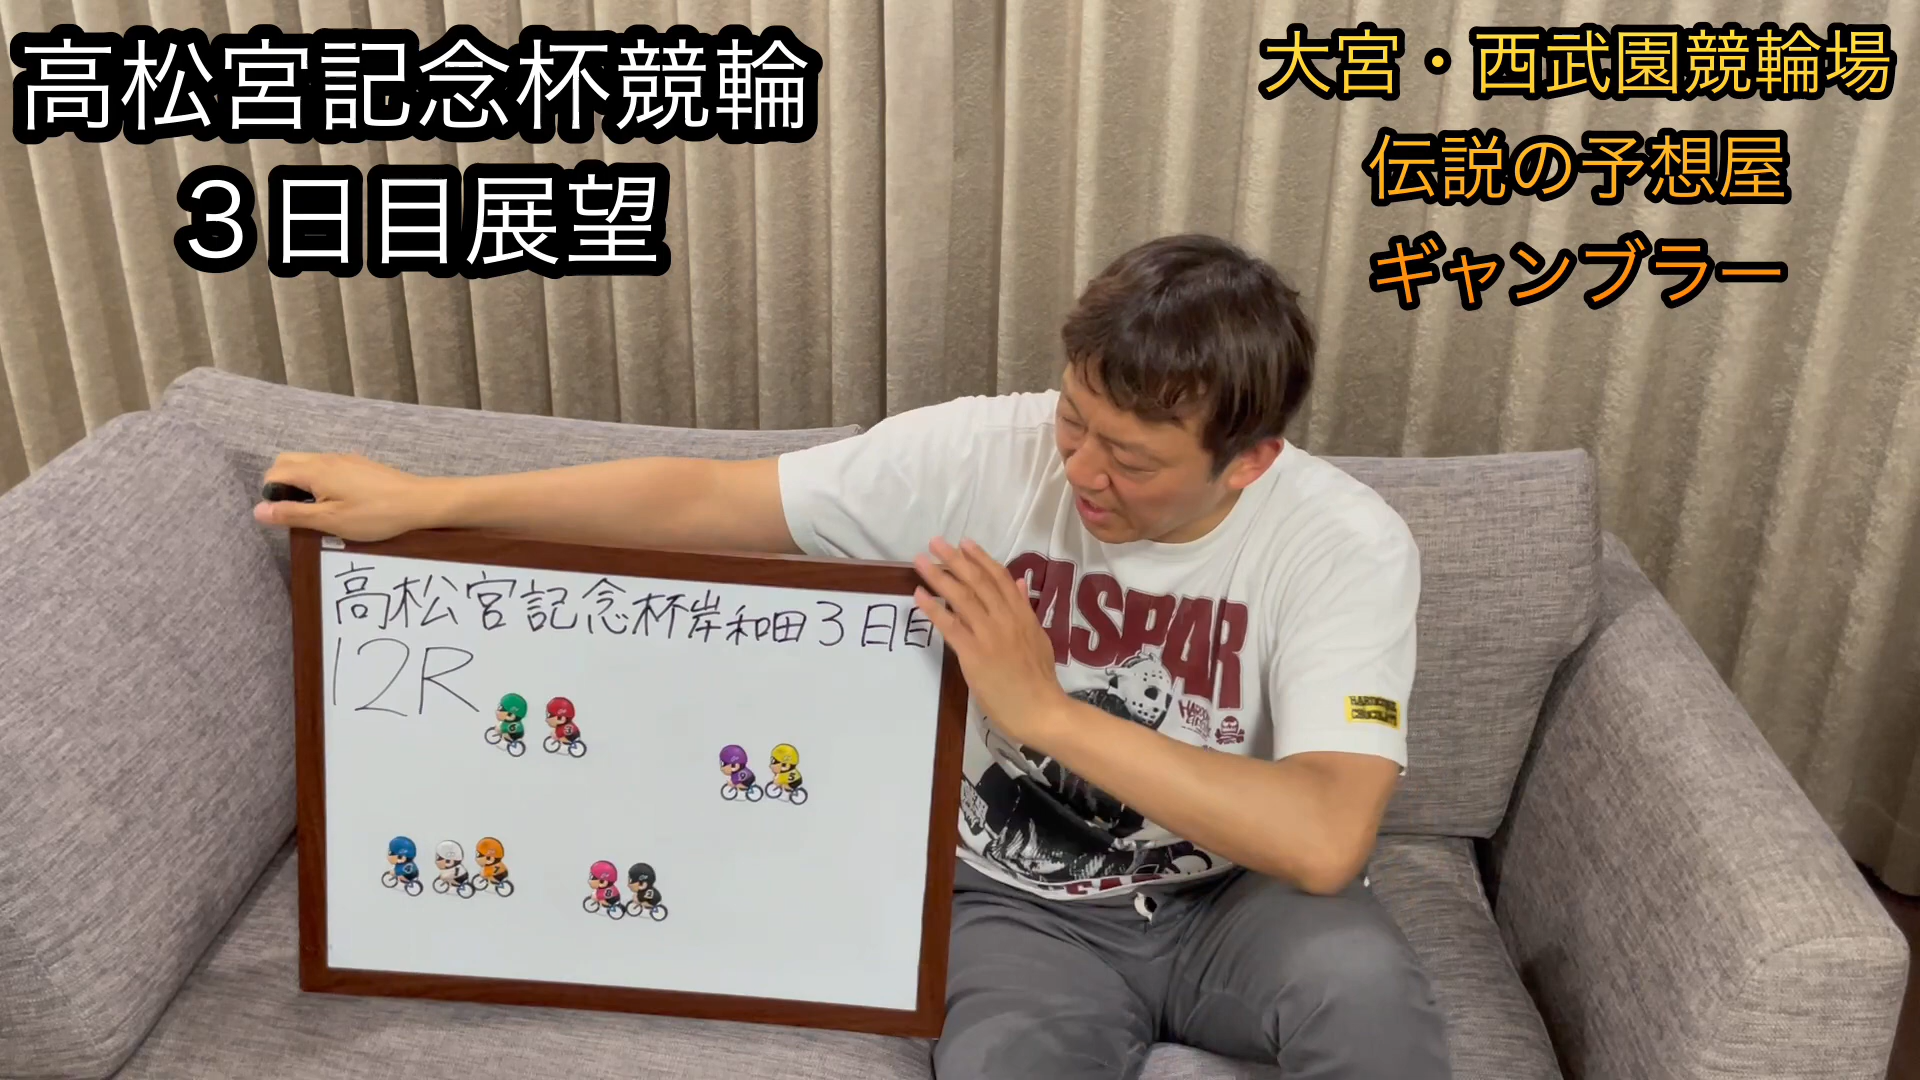 高松宮記念杯競輪
３日目展望
大宮・西武園競輪場
伝説の予想屋
ギャンブラー
高松宮記念杯岸和田3日目
12R
GASPAR